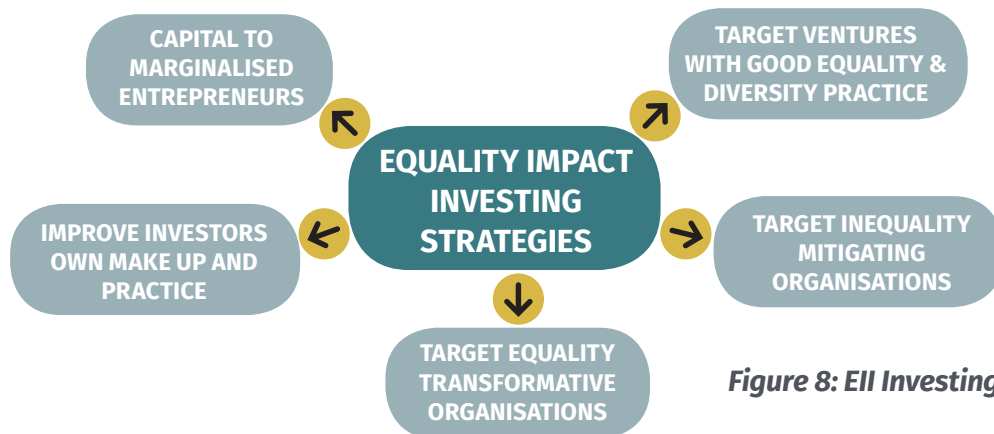 CAPITAL TO
MARGINALISED
ENTREPRENEURS
TARGET VENTURES
WITH GOOD EQUALITY &
DIVERSITY PRACTICE
EQUALITY IMPACT
INVESTING
STRATEGIES
IMPROVE INVESTORS
OWN MAKE UP AND
PRACTICE
TARGET INEQUALITY
MITIGATING
ORGANISATIONS
TARGET EQUALITY
TRANSFORMATIVE
ORGANISATIONS
Figure 8: EII Investing